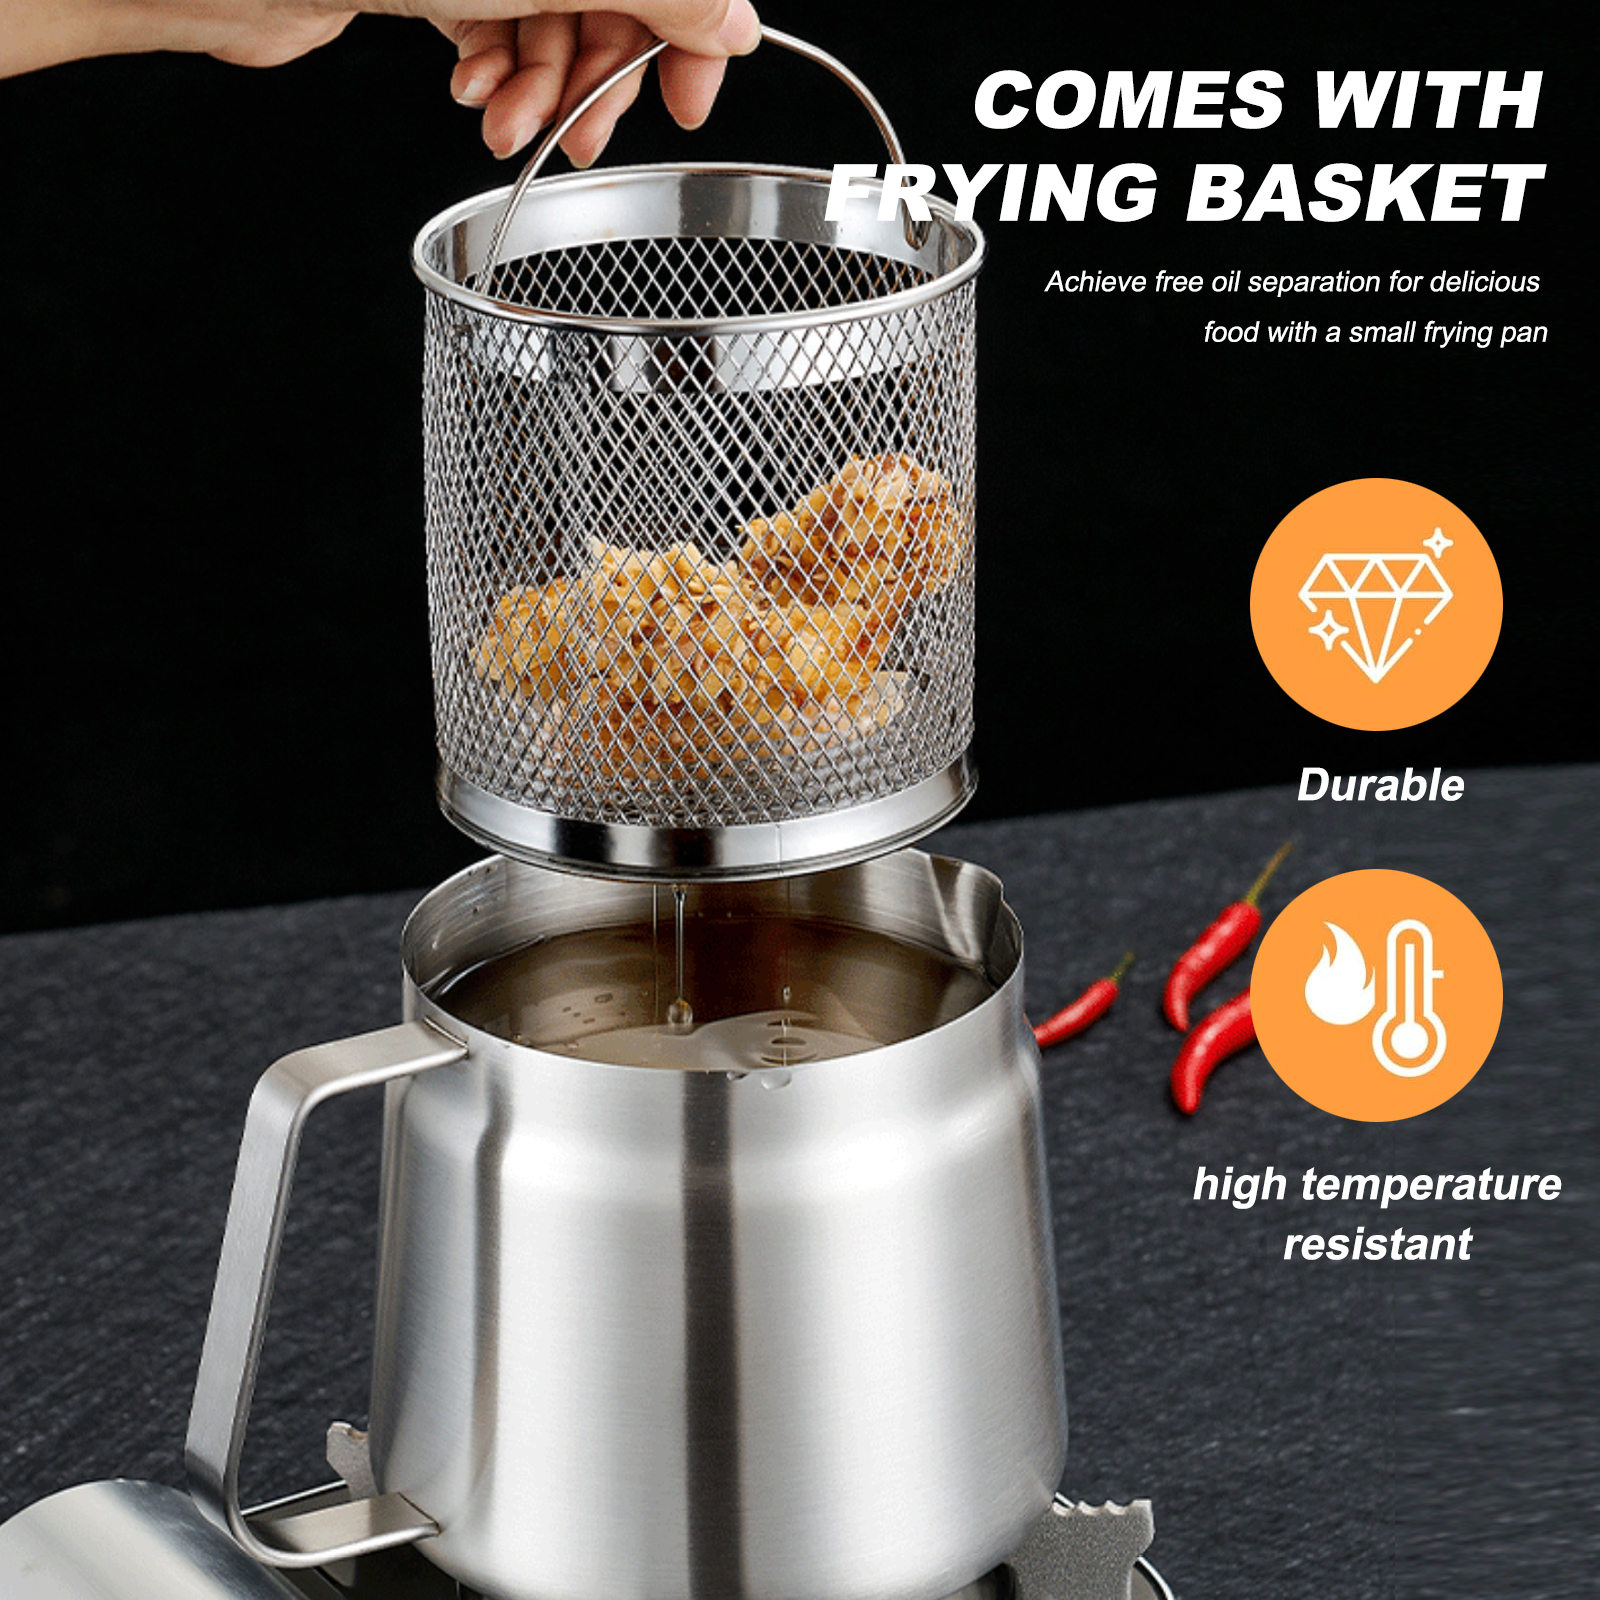 COMES WITH
FRYING BASKET
Achieve free oil separation for delicious
food with a small frying pan
Durable
high temperature
resistant